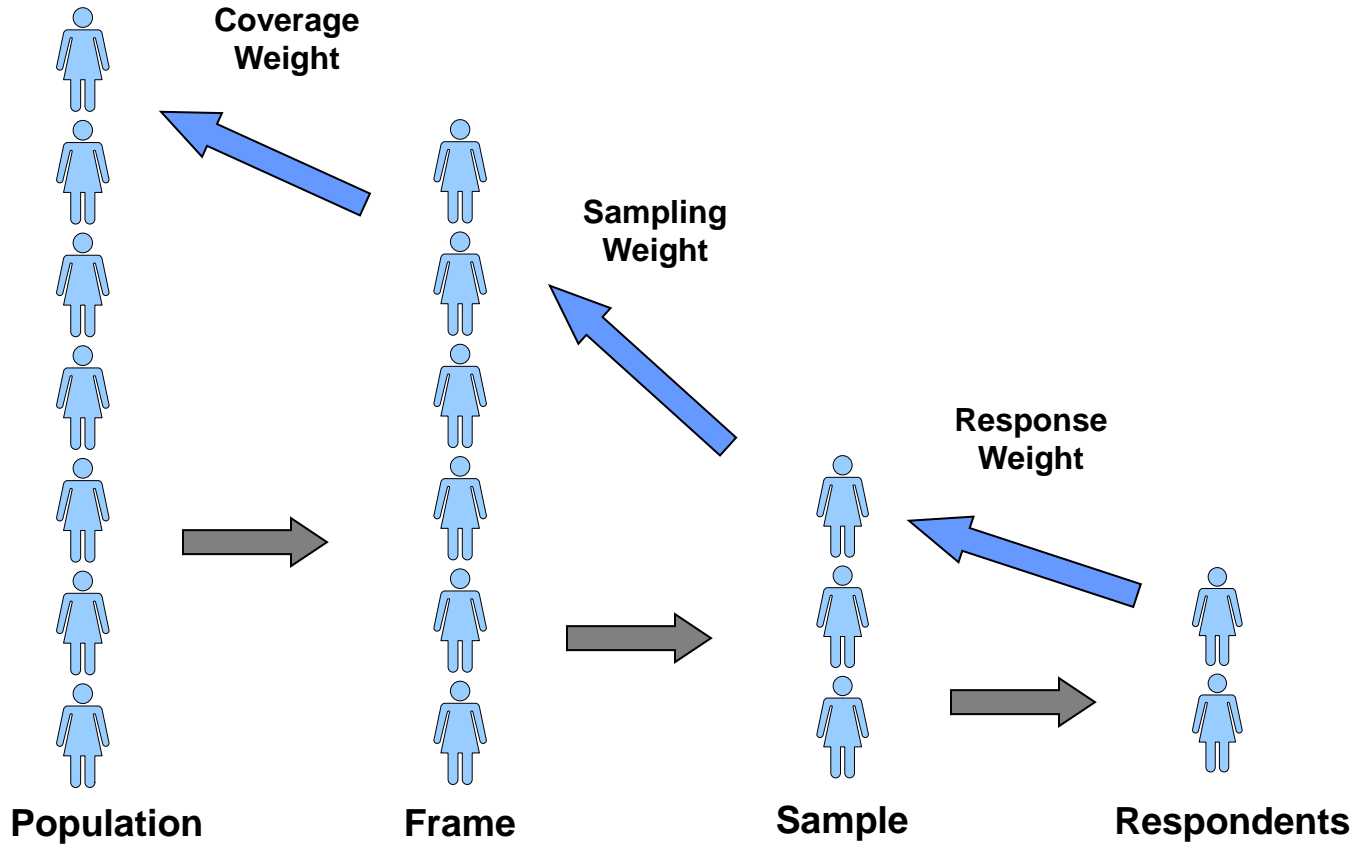 Coverage
Weight
Sampling
Weight
Response
Weight
Population
Frame
Sample
Respondents